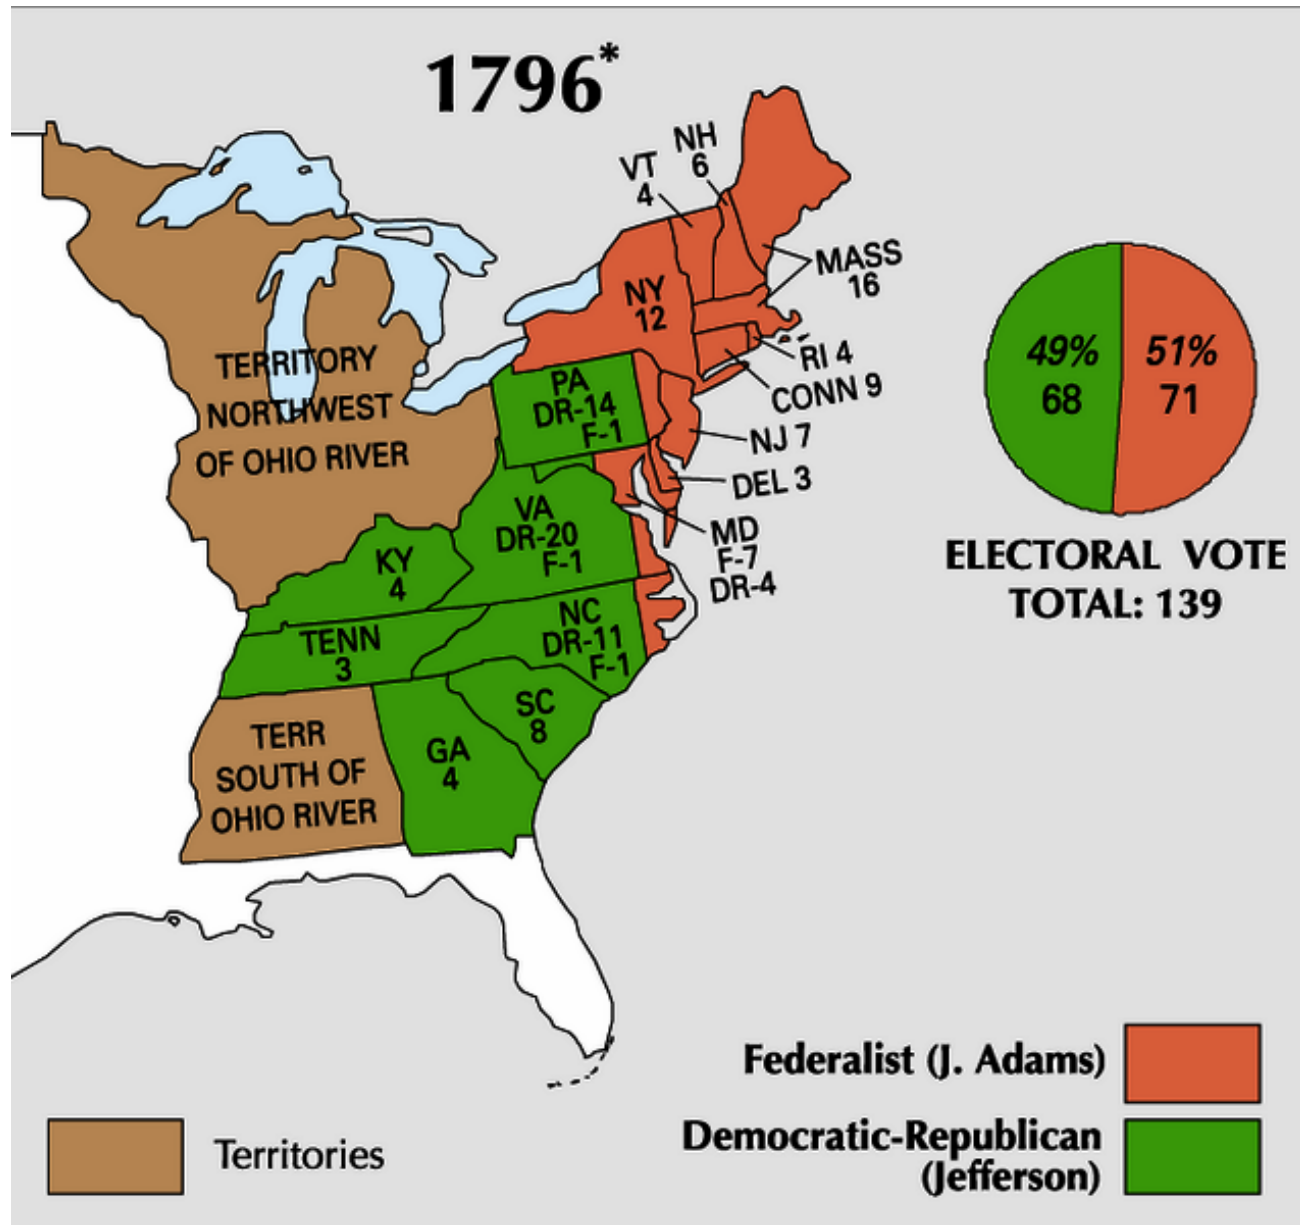 1796*
NH
6
VT
4
MASS
16
NY
12
RI 4
CONN 9
NJ 7
DEL 3
MD
F-7
DR-4
PA
DR-14
F-1
VA
DR-20
F-1
KY
4
TENN
3
NC
DR-11
F-1
SC
8
GA
4
TERRITORY
NORTHWEST
OF OHIO RIVER
TERR
SOUTH OF
OHIO RIVER
49%
68
51%
71
ELECTORAL VOTE
TOTAL: 139
Federalist (J. Adams)
Democratic-Republican
(Jefferson)
Territories